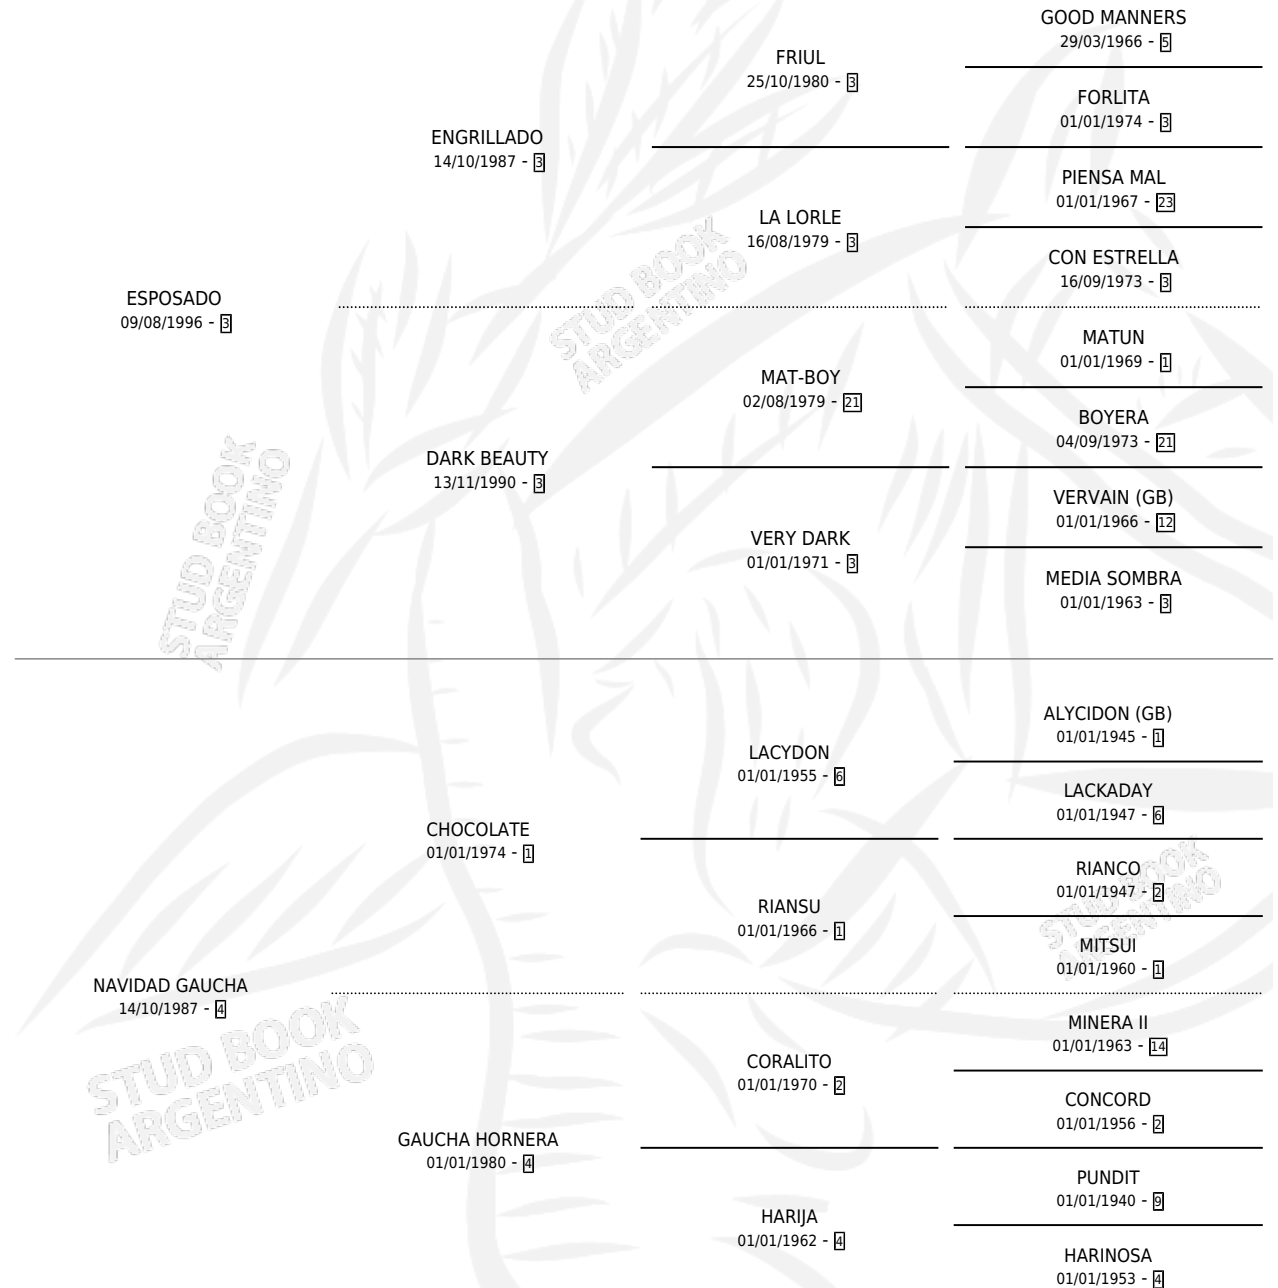 GOOD MANNERS
29/03/1966 - 5
FRIUL
25/10/1980 - 3
FORLITA
01/01/1974 - 3
ENGRILLADO
14/10/1987 - 3
PIENSA MAL
01/01/1967 - 23
LA LORLE
16/08/1979 - 3
CON ESTRELLA
16/09/1973 - 3
ESPOSADO
09/08/1996 - 3
MATUN
01/01/1969 - 1
MAT-BOY
02/08/1979 - 21
BOYERA
04/09/1973 - 21
DARK BEAUTY
13/11/1990 - 3
VERVAIN (GB)
01/01/1966 - 12
VERY DARK
01/01/1971 - 3
MEDIA SOMBRA
01/01/1963 - 3
STUD BOOK
ARGENTINO
STUD BOOK
ARGENTINO
ALYCIDON (GB)
01/01/1945 - 1
LACYDON
01/01/1955 - 6
LACKADAY
01/01/1947 - 6
CHOCOLATE
01/01/1974 - 1
RIANCO
01/01/1947 - 2
RIANSU
01/01/1966 - 1
MITSUI
01/01/1960 - 1
NAVIDAD GAUCHA
14/10/1987 - 4
MINERA II
01/01/1963 - 14
CORALITO
01/01/1970 - 2
CONCORD
01/01/1956 - 2
GAUCHA HORNERA
01/01/1980 - 4
PUNDIT
01/01/1940 - 9
HARIJA
01/01/1962 - 4
HARINOSA
01/01/1953 - 4
STUD BOOK
ARGENTINO
STUD BOOK
ARGENTINO